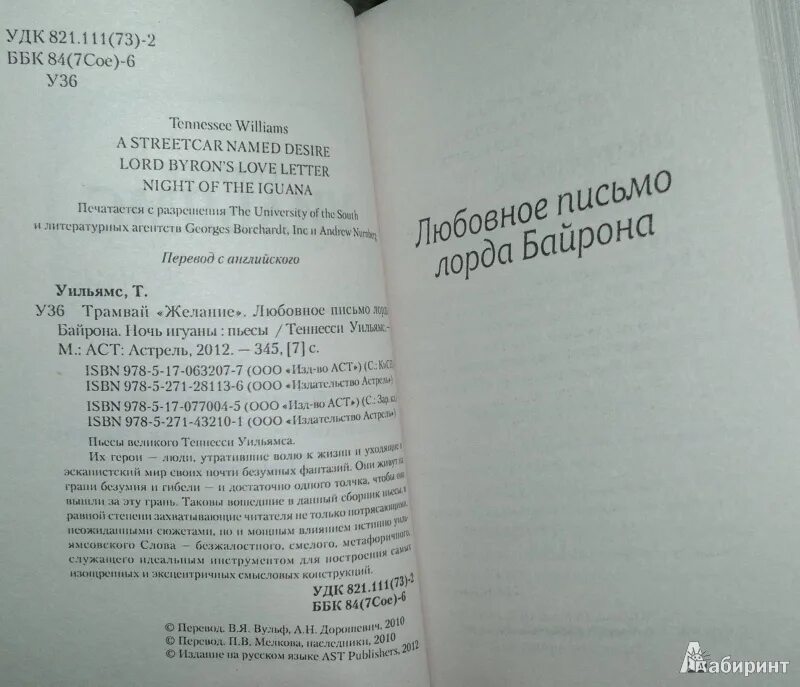 УДК 821.111(73)-2
ББК 84(7Сое)-6
У36
Tennessee Williams
A STREETCAR NAMED DESIRE
LORD BYRON'S LOVE LETTER
NIGHT OF THE IGUANA
Печатается с разрешения The University of the South
и литературных агентств Georges Borchardt, Inc и Andrew Nurnberg
Перевод с английского
Уильямс, Т.
У36 Трамвай «Желание». Любовное письмо лорда
Байрона. Ночь игуаны : пьесы / Теннесси Уильямс.–
М.: АСТ: Астрель, 2012. — 345, [7] с.
ISBN 978-5-17-063207-7 (ООО «Изд-во АСТ») (С.:
ISBN 978-5-271-28113-6 (ООО «Издательство Астрель»)
ISBN 978-5-17-077004-5 (ООО «Изд-во АСТ») (С.: Зар.кл.
ISBN 978-5-271-43210-1 (ООО «Издательство Астрель»)
Пьесы великого Теннесси Уильямса.
Их герои — люди, утратившие волю к жизни и уходящие в
эскапистский мир своих почти безумных фантазий. Они живут на
грани безумия и гибели — и достаточно одного толчка, чтобы они
вышли за эту грань. Таковы вошедшие в данный сборник пьесы, в
равной степени захватывающие читателя не только потрясающими,
неожиданными сюжетами, но и мощным влиянием истинно уиль-
ямсовского Слова — безжалостного, смелого, метафоричного,
служащего идеальным инструментом для построения самых
изощренных и эксцентричных смысловых конструкций.
УДК 821.111(73)-2
ББК 84(7Сое)-6
© Перевод. В.Я. Вульф, А.Н. Дорошевич, 2010
© Перевод. П.В. Мелкова, наследники, 2010
© Издание на русском языке AST Publishers, 2012
Любовное письмо
лорда Байрона
Лабиринт